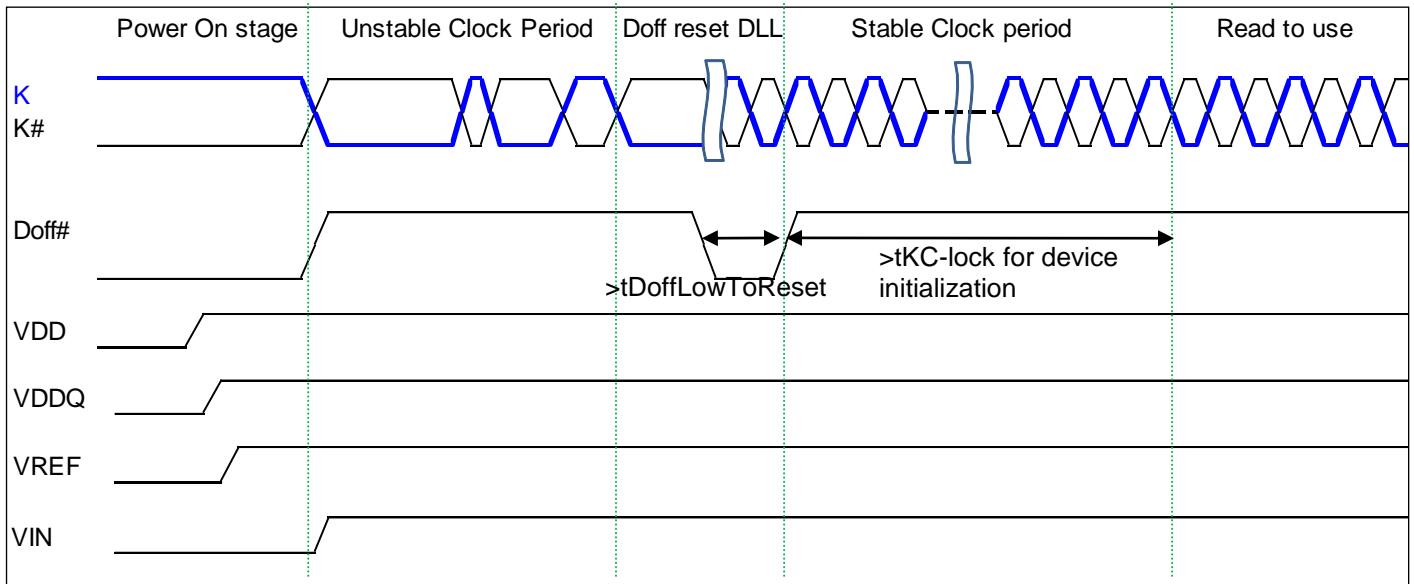 Power On stage
Unstable Clock Period
Doff reset DLL
Stable Clock period
Read to use
K
K#
Doff#
>tDoffLowToReset
>tKC-lock for device
initialization
VDD
VDDQ
VREF
VIN